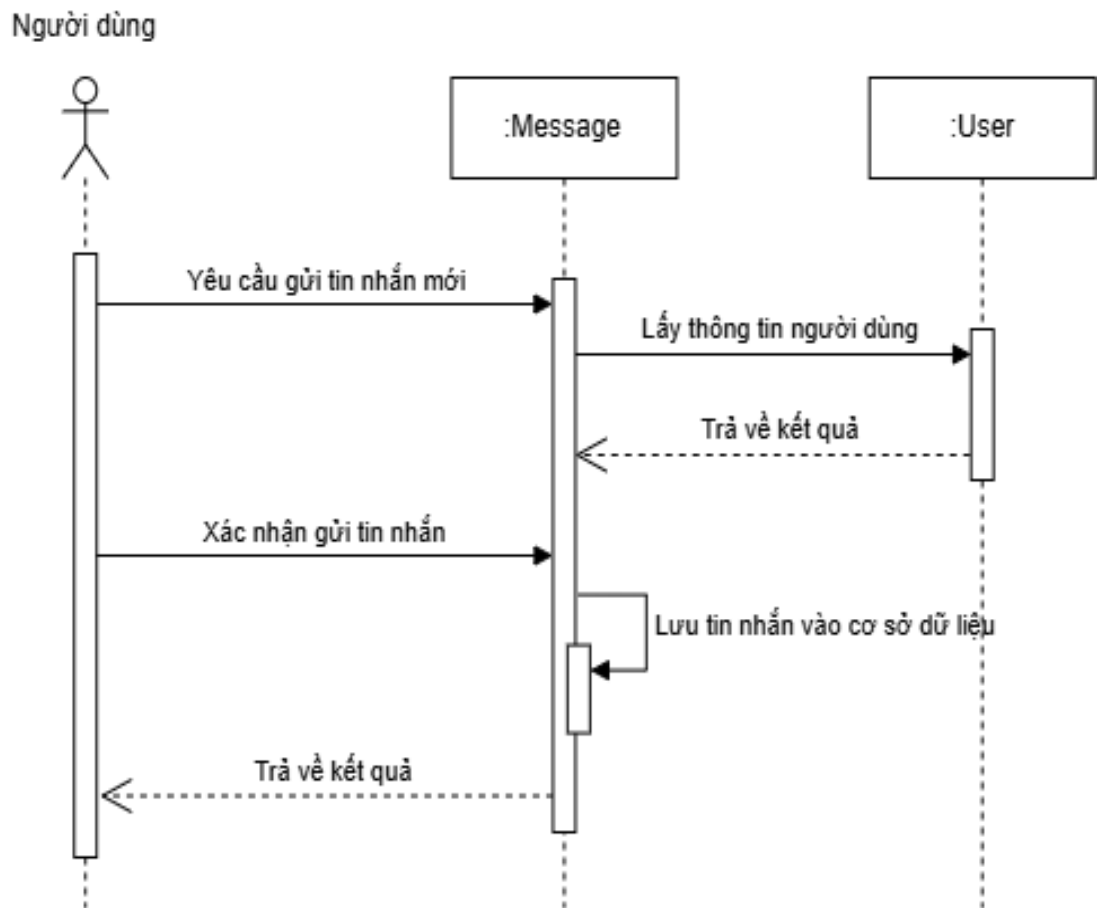 Người dùng
:Message
:User
Yêu cầu gửi tin nhắn mới
Lấy thông tin người dùng
Trả về kết quả
Xác nhận gửi tin nhắn
Lưu tin nhắn vào cơ sở dữ liệu
Trả về kết quả